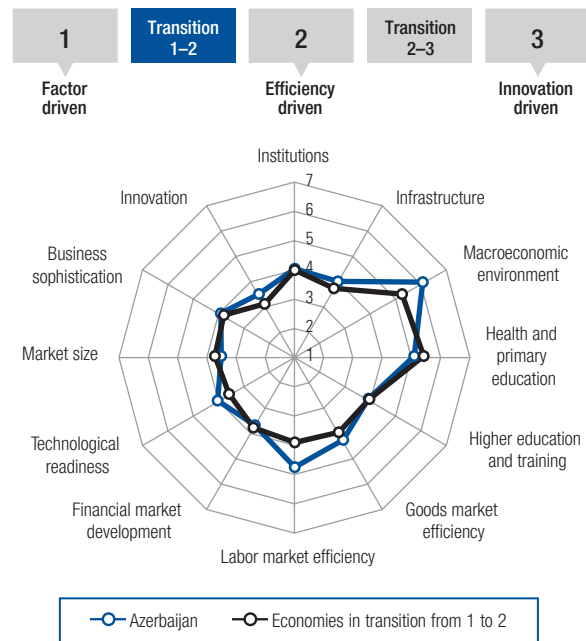 1
Transition
1–2
2
Transition
2–3
3
Factor
driven
Efficiency
driven
Innovation
driven
Institutions
Infrastructure
Macroeconomic
environment
Health and
primary
education
Higher education
and training
Goods market
efficiency
Labor market efficiency
Financial market
development
Technological
readiness
Market size
Business
sophistication
Innovation
7
6
5
4
3
2
1
Azerbaijan
Economies in transition from 1 to 2